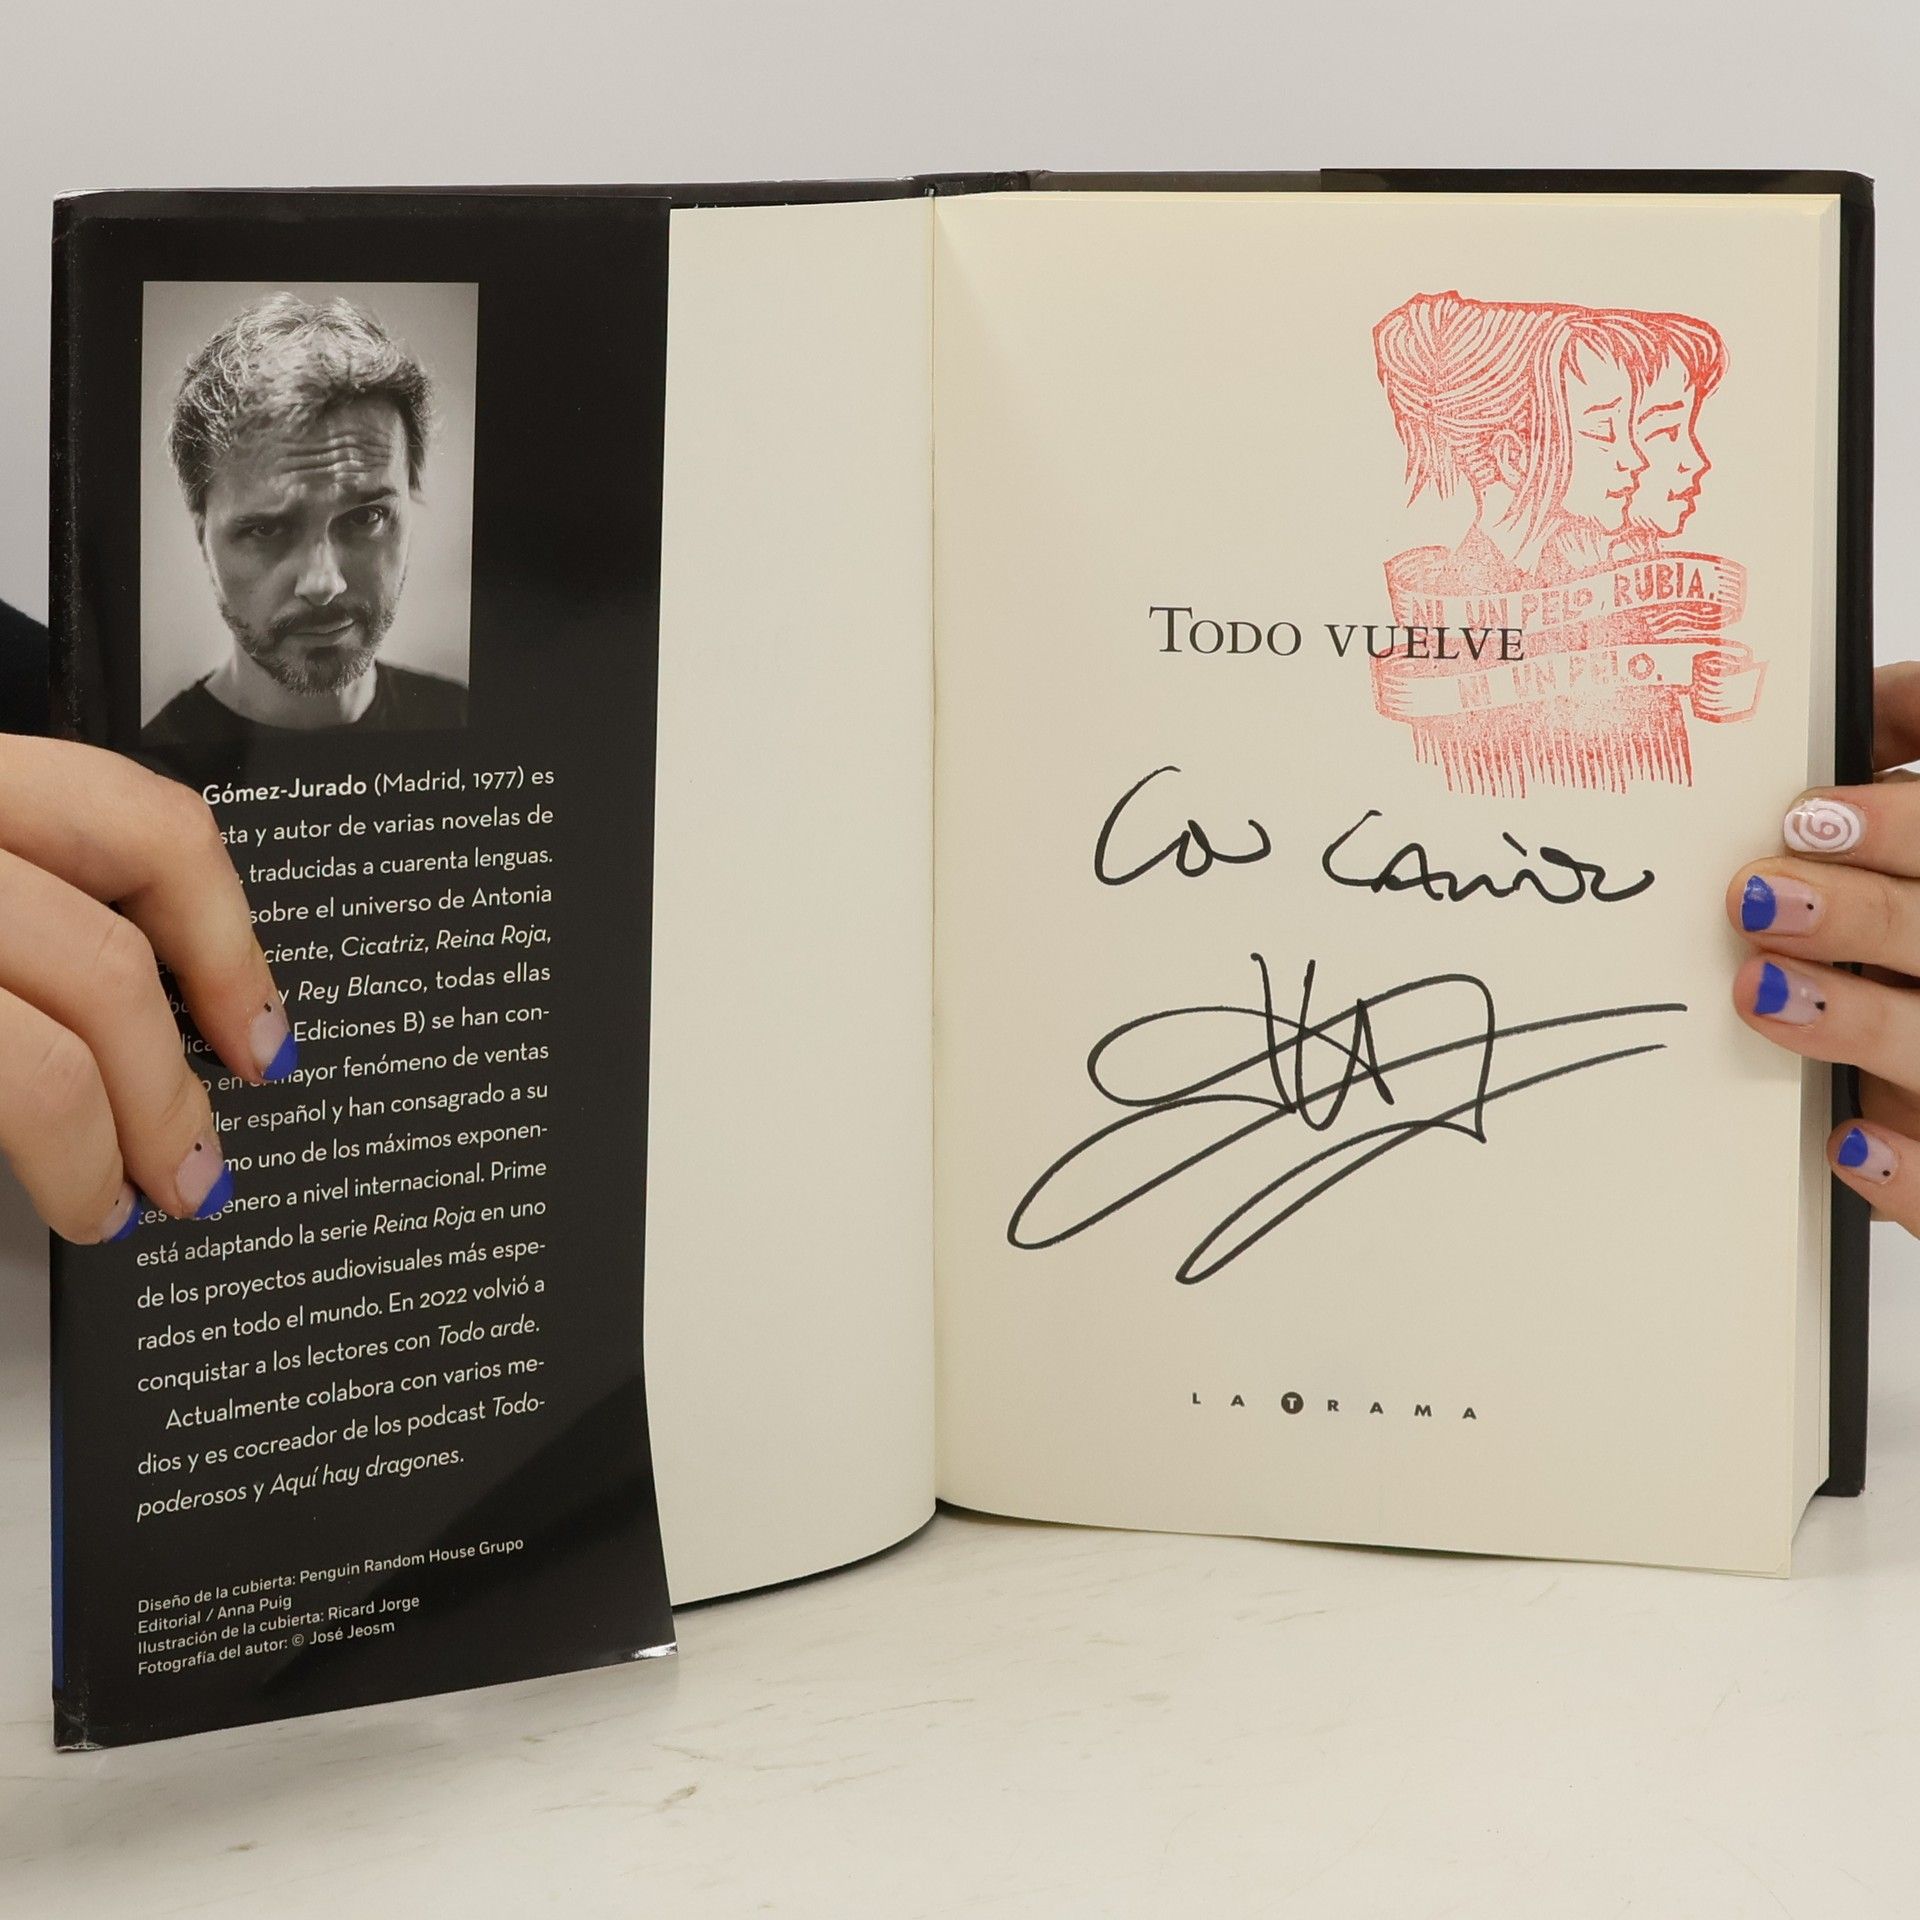 Gómez-Jurado (Madrid, 1977) es
sta y autor de varias novelas de
, traducidas a cuarenta lenguas.
sobre el universo de Antonia
ciente, Cicatriz, Reina Roja,
y Rey Blanco, todas ellas
Ediciones B) se han con-
en mayor fenómeno de ventas
ller español y han consagrado a su
mo uno de los máximos exponen-
tes género a nivel internacional. Prime
está adaptando la serie Reina Roja en uno
de los proyectos audiovisuales más espe-
rados en todo el mundo. En 2022 volvió a
conquistar a los lectores con Todo arde.
Actualmente colabora con varios me-
dios y es cocreador de los podcast Todo-
poderosos y Aquí hay dragones.
Diseño de la cubierta: Penguin Random House Grupo
Editorial / Anna Puig
Ilustración de la cubierta: Ricard Jorge
Fotografía del autor: © José Jeosm
NI UN PELO, RUBIA.
NI UN PELO.
TODO VUELVE
Con cariño
LA TRAMA